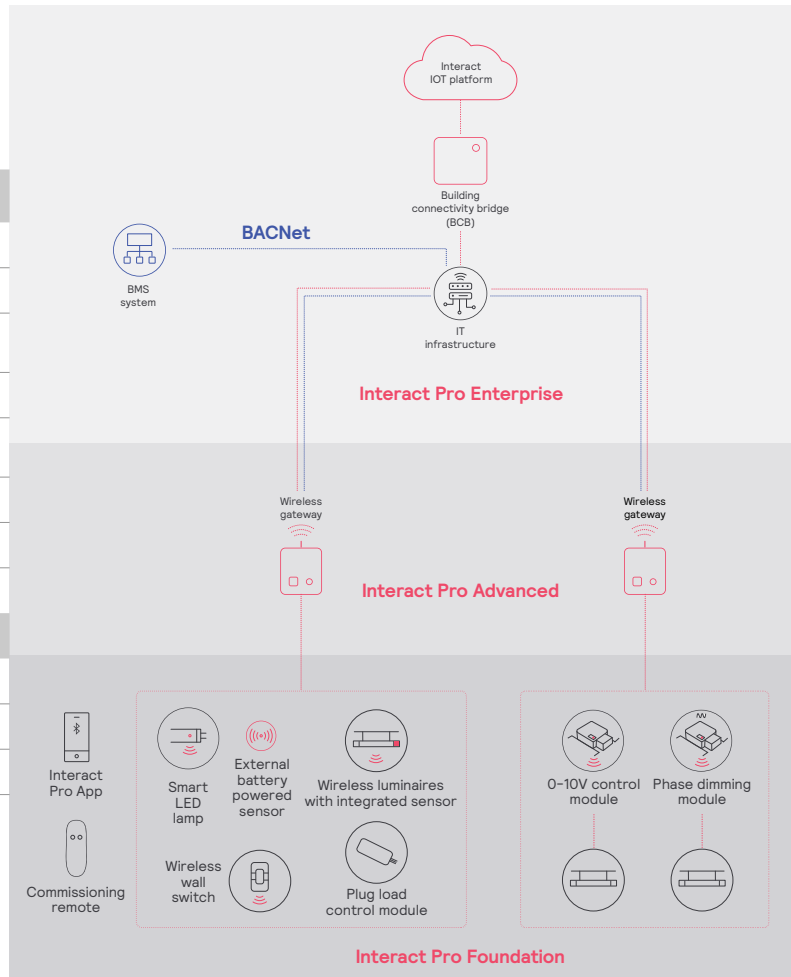 Interact
IOT platform
Building
connectivity bridge
(BCB)
BACNet
BMS
system
IT
infrastructure
Interact Pro Enterprise
Wireless
gateway
Wireless
gateway
Interact Pro Advanced
Interact
Pro App
Smart
LED
lamp
External
battery
powered
sensor
Wireless luminaires
with integrated sensor
0-10V control
module
Phase dimming
module
Commissioning
remote
Wireless
wall
switch
Plug load
control module
Interact Pro Foundation